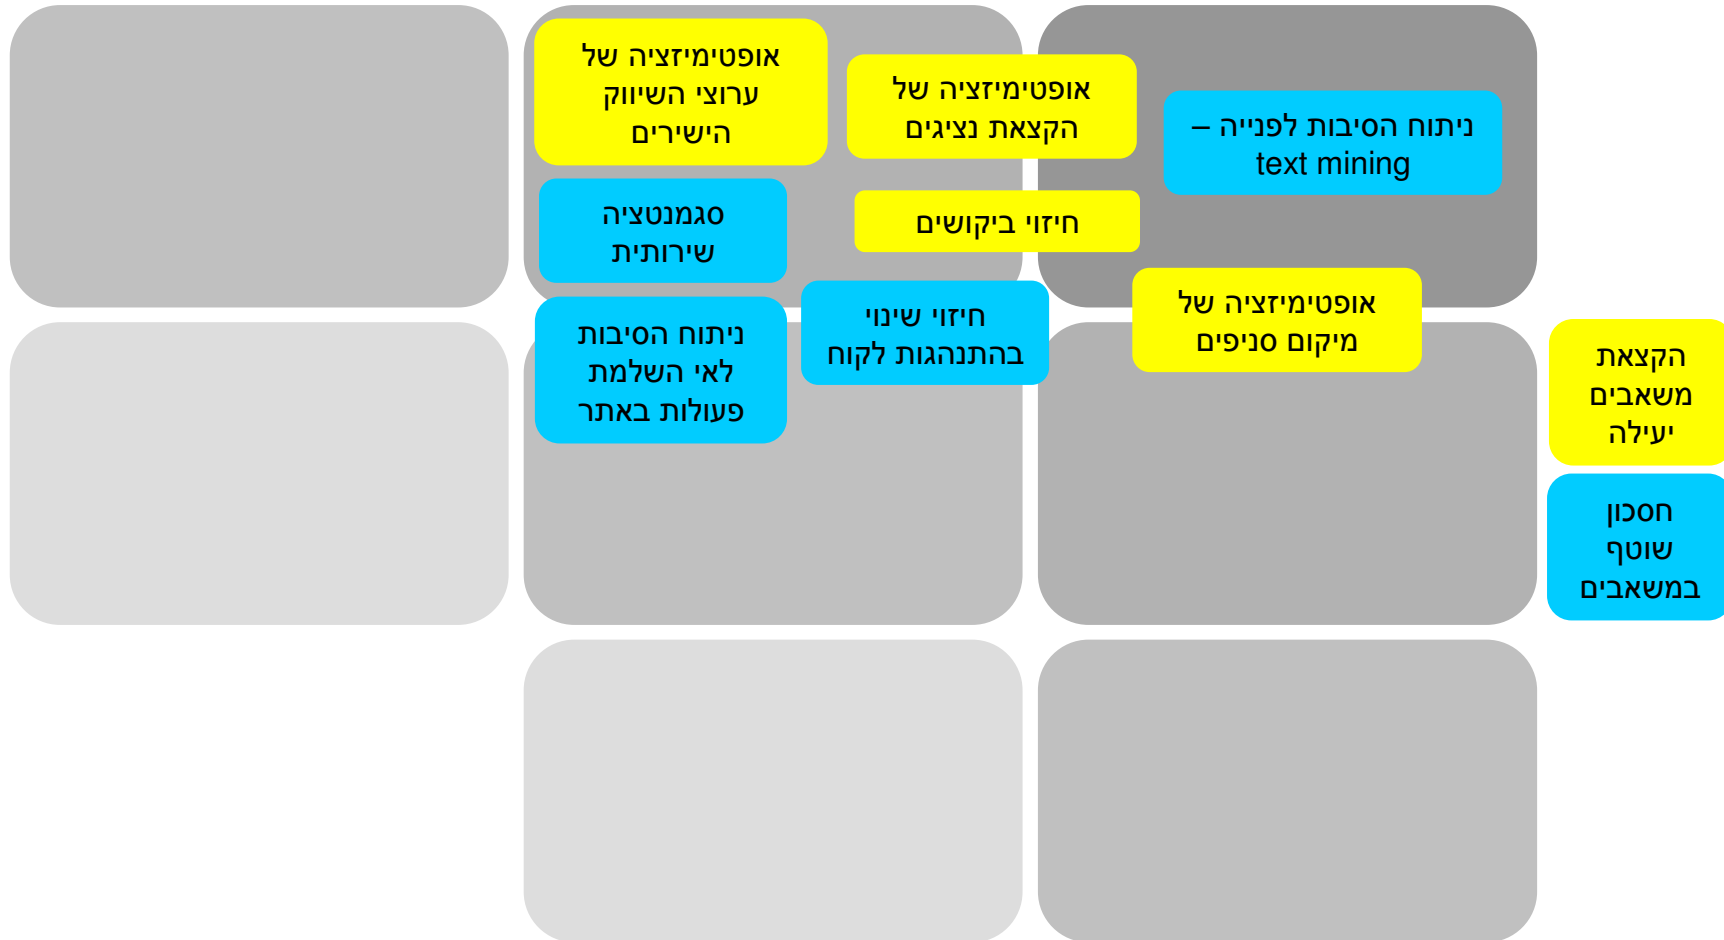 אופטימיזציה של
ערוצי השיווק
הישירים
אופטימיזציה של
הקצאת נציגים
ניתוח הסיבות לפנייה –
text mining
סגמנטציה
שירותית
חיזוי ביקושים
ניתוח הסיבות
לאי השלמת
פעולות באתר
חיזוי שינוי
בהתנהגות לקוח
אופטימיזציה של
מיקום סניפים
הקצאת
משאבים
יעילה
חסכון
שוטף
במשאבים